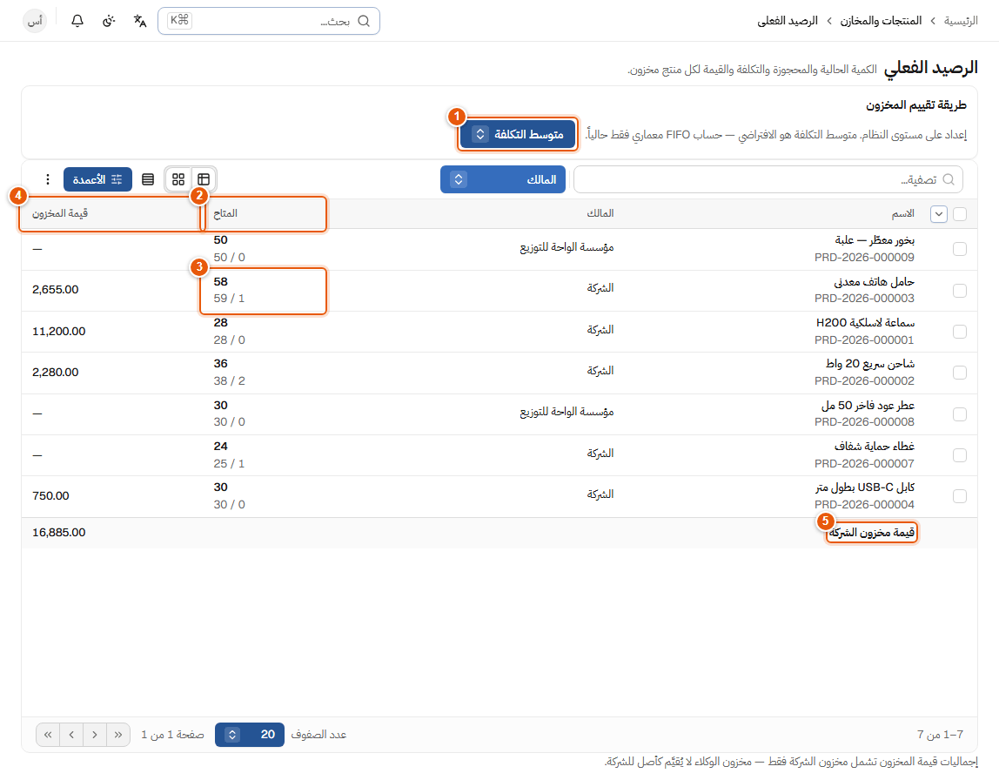 الرئيسية > المنتجات والمخازن > الرصيد الفعلي
بحث... ⌘K
أس
الرصيد الفعلي الكمية الحالية والمحجوزة والتكلفة والقيمة لكل منتج مخزون.
طريقة تقييم المخزون
إعداد على مستوى النظام. متوسط التكلفة هو الافتراضي — حساب FIFO معماري فقط حالياً. متوسط التكلفة 1
تصفية... المالك الأعمدة
الاسم المالك المتاح 2 قيمة المخزون 4
بخور معطّر — علبة مؤسسة الواحة للتوزيع 50 —
PRD-2026-000009 50 / 0
حامل هاتف معدني الشركة 3 58 2,655.00
PRD-2026-000003 59 / 1
سماعة لاسلكية H200 الشركة 28 11,200.00
PRD-2026-000001 28 / 0
شاحن سريع 20 واط الشركة 36 2,280.00
PRD-2026-000002 38 / 2
عطر عود فاخر 50 مل مؤسسة الواحة للتوزيع 30 —
PRD-2026-000008 30 / 0
غطاء حماية شفاف الشركة 24 —
PRD-2026-000007 25 / 1
كابل USB-C بطول متر الشركة 30 750.00
PRD-2026-000004 30 / 0
5 قيمة مخزون الشركة 16,885.00
1–7 من 7 عدد الصفوف 20 صفحة 1 من 1
إجماليات قيمة المخزون تشمل مخزون الشركة فقط — مخزون الوكلاء لا يُقيَّم كأصل للشركة.